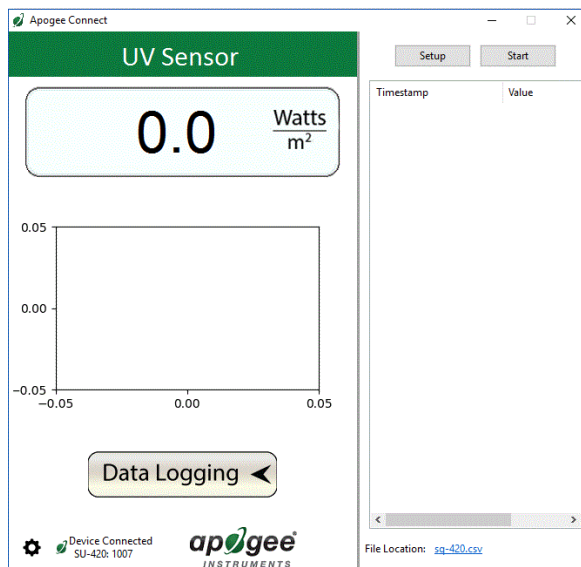 Apogee Connect
UV Sensor
0.0 Watts
m²
0.05
0.00
−0.05
−0.05 0.00 0.05
Data Logging
Device Connected
SU-420: 1007
apogee®
INSTRUMENTS
Setup Start
Timestamp Value
File Location: sq-420.csv